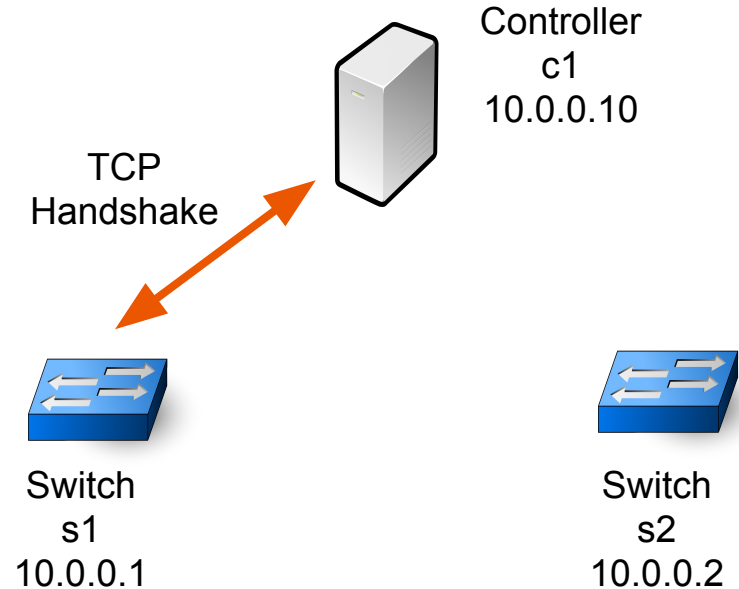 Controller
c1
10.0.0.10
TCP
Handshake
Switch
s1
10.0.0.1
Switch
s2
10.0.0.2